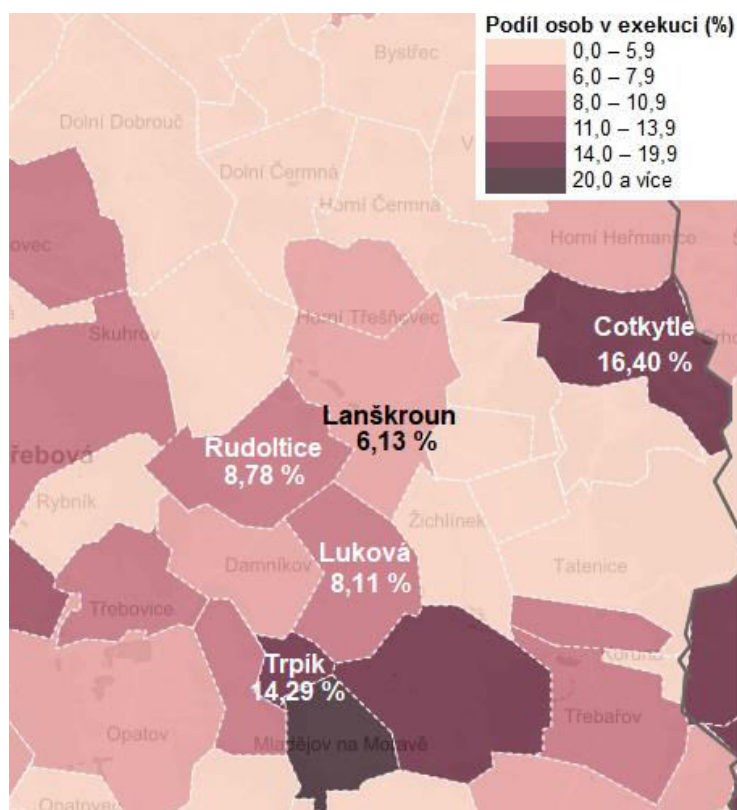 Podíl osob v exekuci (%)
0,0 – 5,9
6,0 – 7,9
8,0 – 10,9
11,0 – 13,9
14,0 – 19,9
20,0 a více
Bystřec
Dolní Dobrouč
Dolní Čermná
Horní Čermná
Horní Heřmanice
Horní Třešňovec
Skuhrov
Cotkytle
16,40 %
Lanškroun
6,13 %
Rudoltice
8,78 %
řebová
Rybník
Žichlínek
Luková
8,11 %
Damníkov
Tatenice
Třebovice
Trpík
14,29 %
Třebařov
Opatov
Mladějov na Moravě
Opatovec